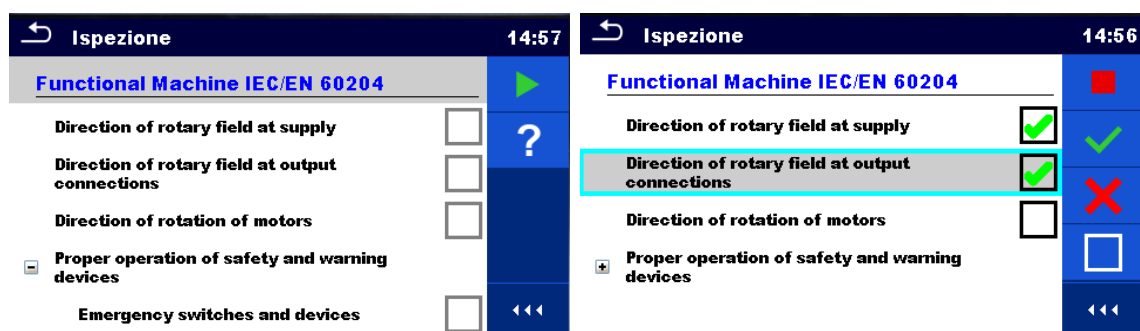 Ispezione 14:57
Functional Machine IEC/EN 60204
Direction of rotary field at supply
Direction of rotary field at output
connections
Direction of rotation of motors
Proper operation of safety and warning
devices
Emergency switches and devices
?
Ispezione 14:56
Functional Machine IEC/EN 60204
Direction of rotary field at supply
Direction of rotary field at output
connections
Direction of rotation of motors
Proper operation of safety and warning
devices